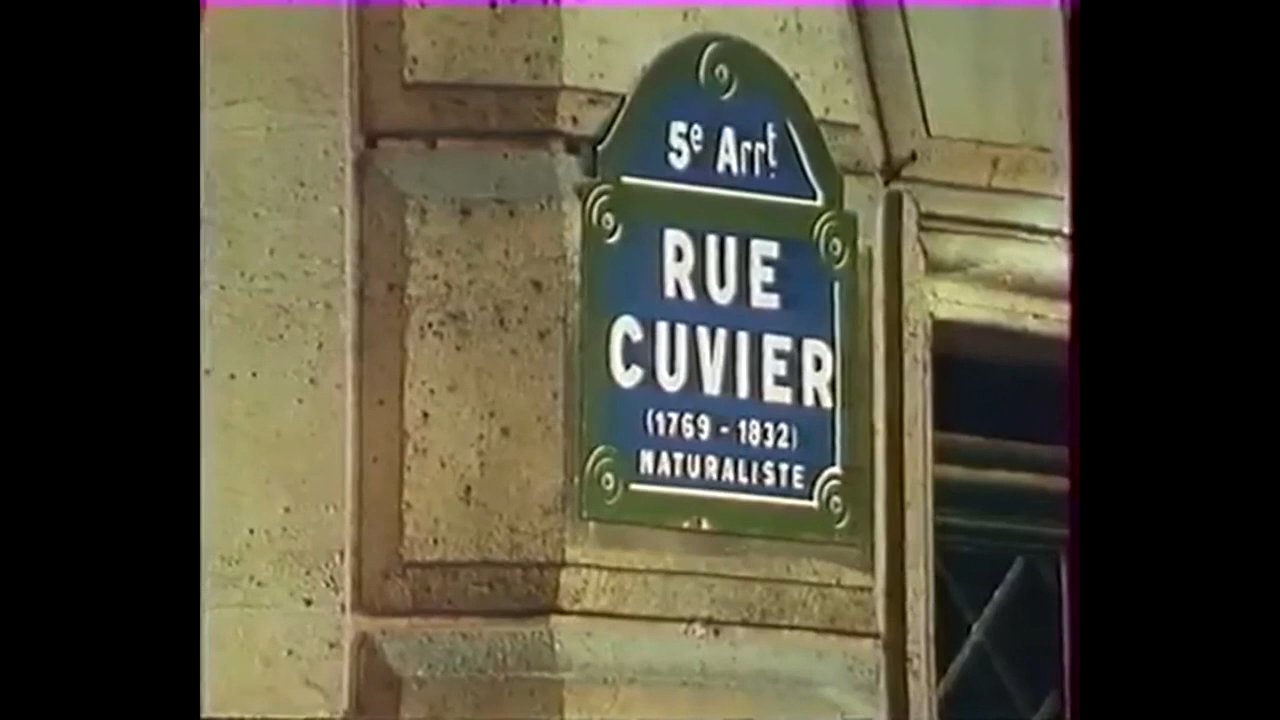 5e Arrt.
RUE
CUVIER
(1769 - 1832)
NATURALISTE